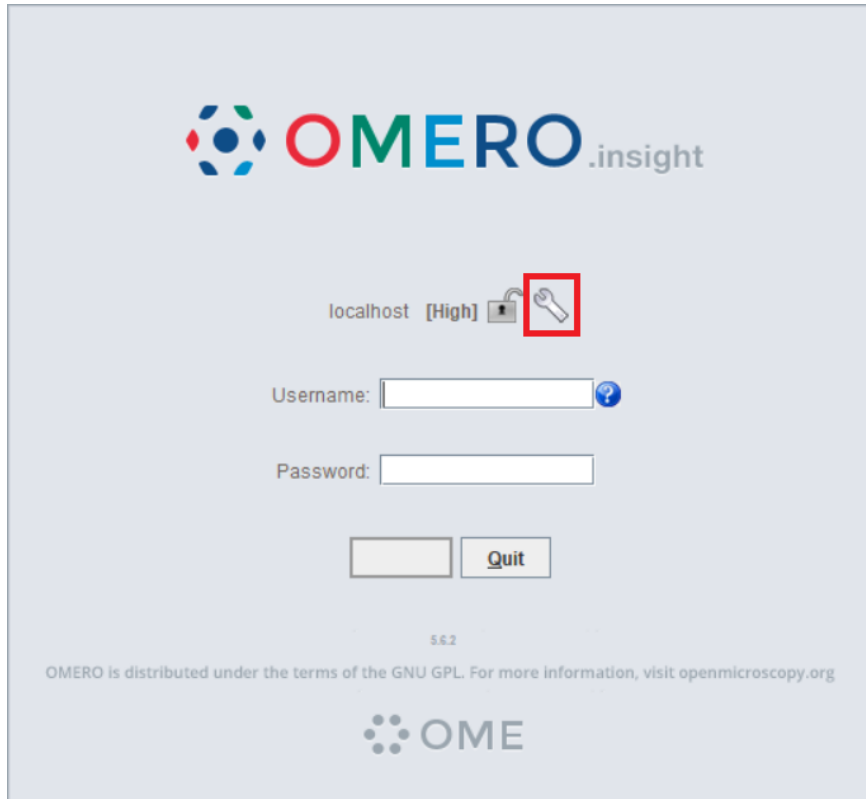 OMERO.insight
localhost [High]
Username:
Password:
Quit
5.6.2
OMERO is distributed under the terms of the GNU GPL. For more information, visit openmicroscopy.org
OME